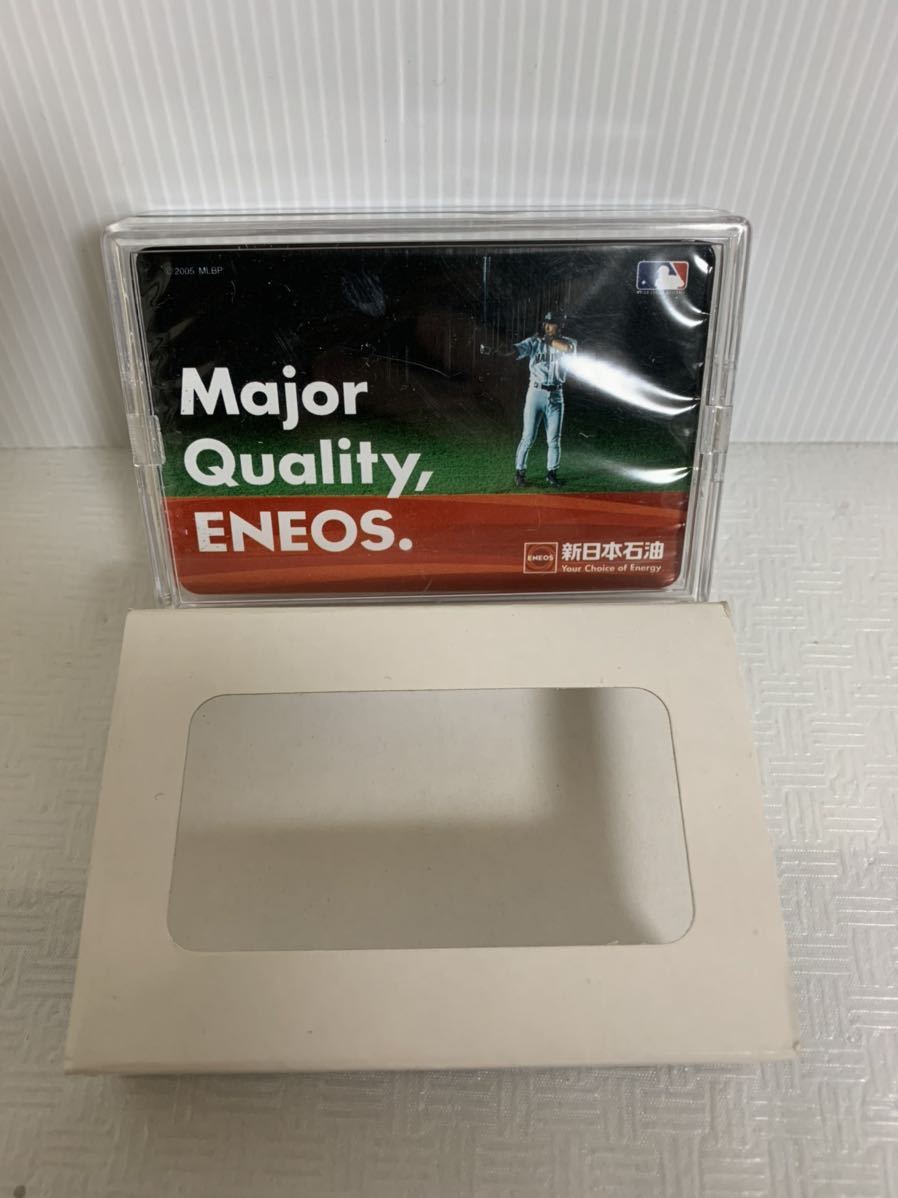 ©2005 MLBP
Major
Quality,
ENEOS.
ENEOS
新日本石油
Your Choice of Energy